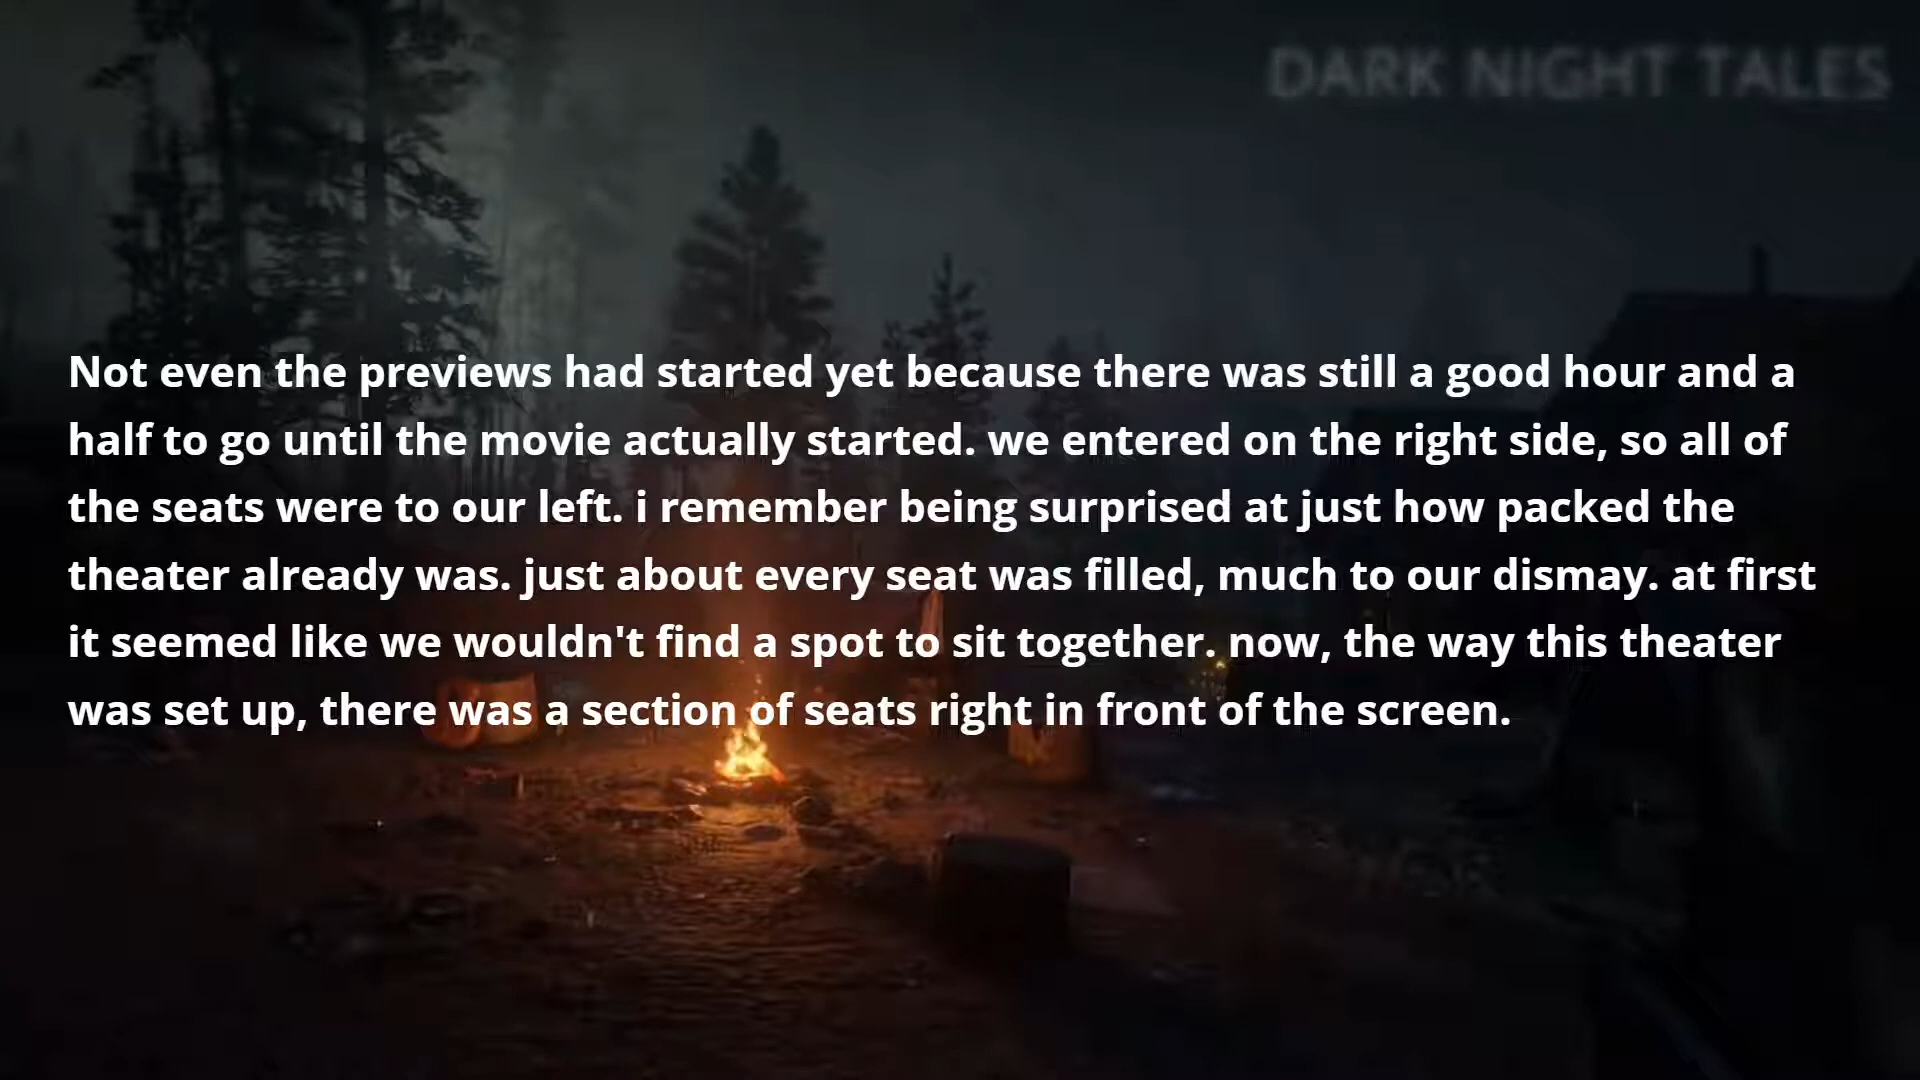 DARK NIGHT TALES
Not even the previews had started yet because there was still a good hour and a
half to go until the movie actually started. we entered on the right side, so all of
the seats were to our left. i remember being surprised at just how packed the
theater already was. just about every seat was filled, much to our dismay. at first
it seemed like we wouldn't find a spot to sit together. now, the way this theater
was set up, there was a section of seats right in front of the screen.